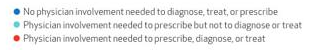 No physician involvement needed to diagnose, treat, or prescribe
Physician involvement needed to prescribe but not to diagnose or treat
Physician involvement needed to prescribe, diagnose, or treat